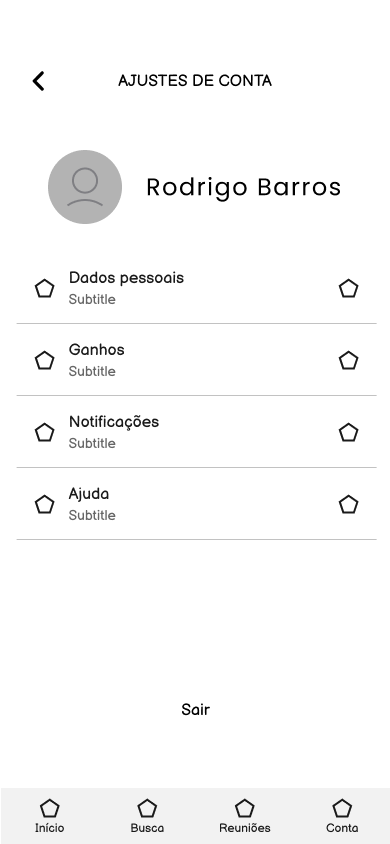 AJUSTES DE CONTA
Rodrigo Barros
Dados pessoais
Subtitle
Ganhos
Subtitle
Notificações
Subtitle
Ajuda
Subtitle
Sair
Início Busca Reuniões Conta